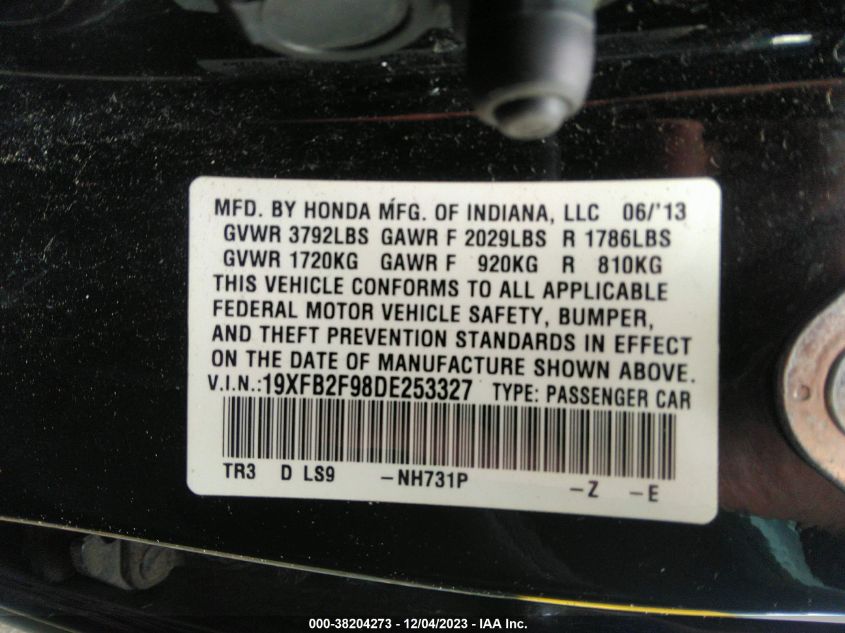 MFD. BY HONDA MFG. OF INDIANA, LLC 06/'13
GVWR 3792LBS GAWR F 2029LBS R 1786LBS
GVWR 1720KG GAWR F 920KG R 810KG
THIS VEHICLE CONFORMS TO ALL APPLICABLE
FEDERAL MOTOR VEHICLE SAFETY, BUMPER,
AND THEFT PREVENTION STANDARDS IN EFFECT
ON THE DATE OF MANUFACTURE SHOWN ABOVE.
V.I.N.:19XFB2F98DE253327 TYPE: PASSENGER CAR
TR3 D LS9 -NH731P -Z -E
000-38204273 - 12/04/2023 - IAA Inc.